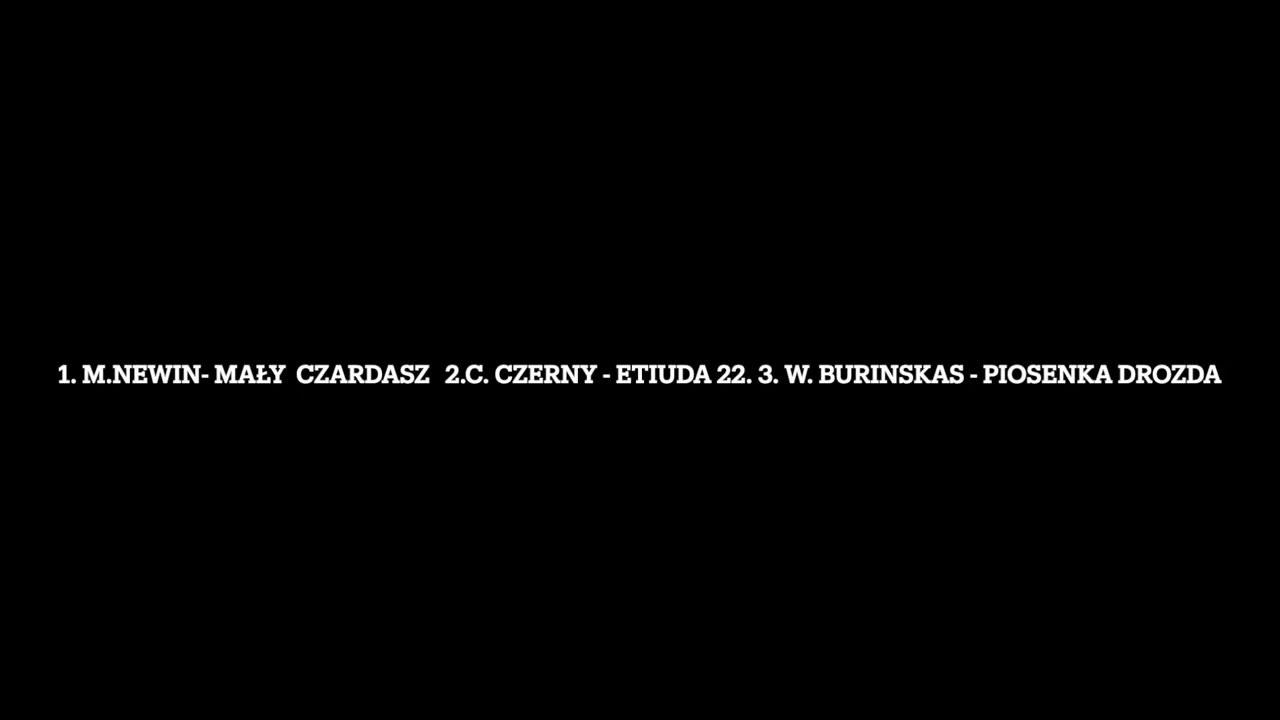 1. M.NEWIN- MAŁY  CZARDASZ   2.C. CZERNY - ETIUDA 22. 3. W. BURINSKAS - PIOSENKA DROZDA